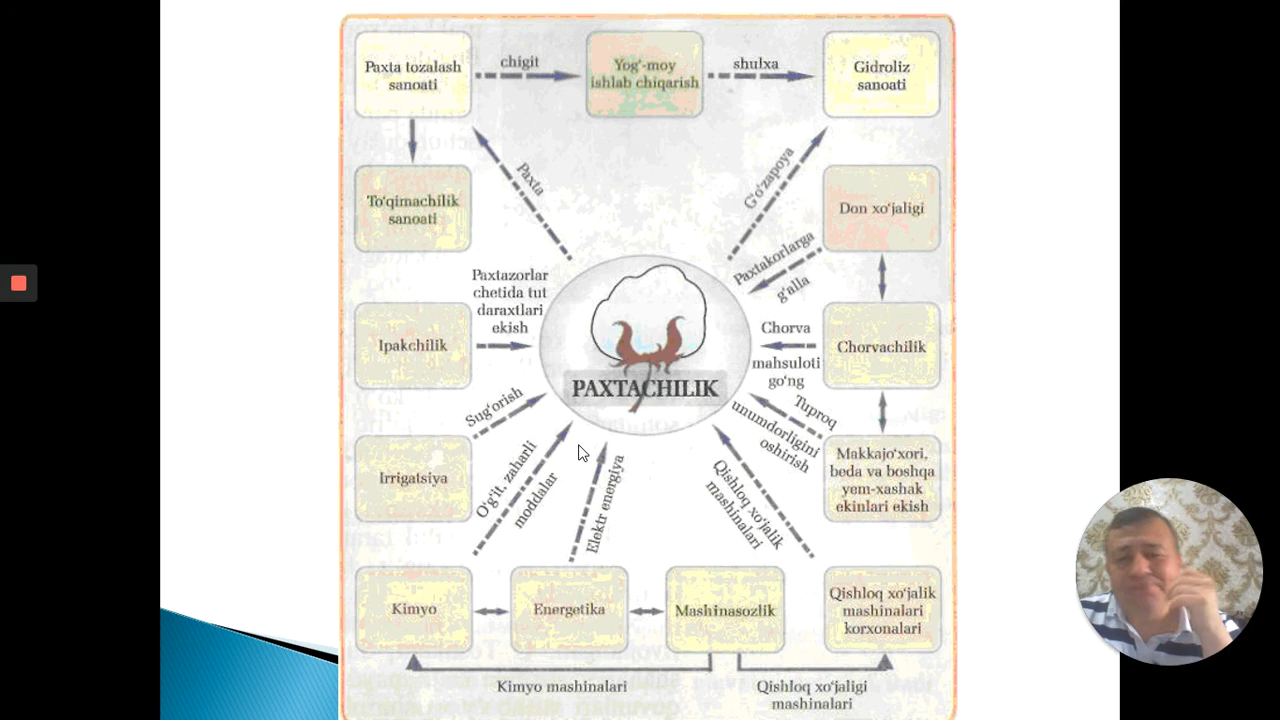 Paxta tozalash
sanoati
chigit
Yog‘-moy
ishlab chiqarish
shulxa
Gidroliz
sanoati
Paxta
G‘o‘zapoya
To‘qimachilik
sanoati
Don xo‘jaligi
Paxtakorlarga
g‘alla
Paxtazorlar
chetida tut
daraxtlari
ekish
Ipakchilik
PAXTACHILIK
Chorva
mahsuloti
go‘ng
Chorvachilik
Sug‘orish
Irrigatsiya
Tuproq
unumdorligini
oshirish
Makkajo‘xori,
beda va boshqa
yem-xashak
ekinlari ekish
O‘g‘it, zaharli
moddalar
Elektr energiya
Qishloq xo‘jalik
mashinalari
Kimyo
Energetika
Mashinasozlik
Qishloq xo‘jalik
mashinalari
korxonalari
Kimyo mashinalari
Qishloq xo‘jaligi
mashinalari